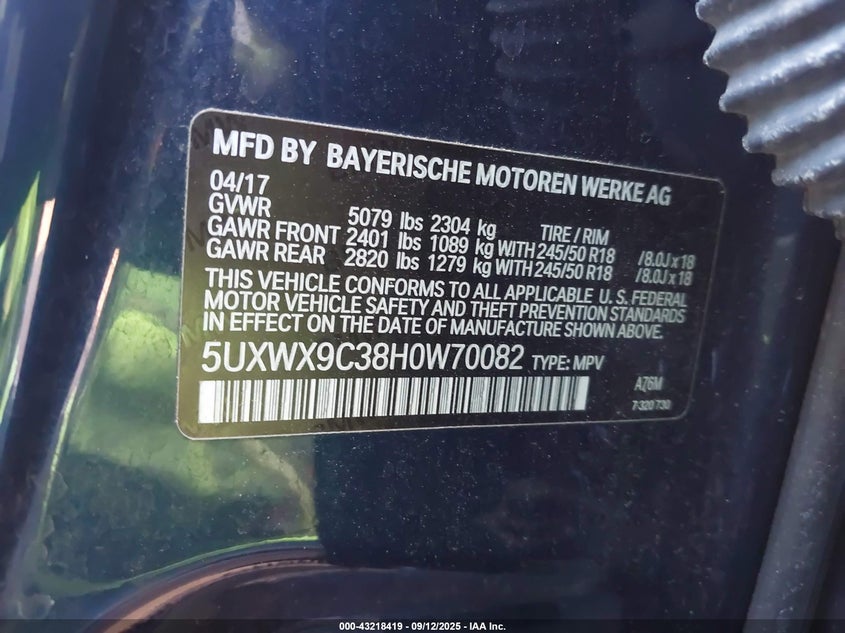 MFD BY BAYERISCHE MOTOREN WERKE AG
04/17
GVWR 5079 lbs 2304 kg TIRE / RIM
GAWR FRONT 2401 lbs 1089 kg WITH 245/50 R18 / 8.0J x 18
GAWR REAR 2820 lbs 1279 kg WITH 245/50 R18 / 8.0J x 18
THIS VEHICLE CONFORMS TO ALL APPLICABLE U. S. FEDERAL
MOTOR VEHICLE SAFETY AND THEFT PREVENTION STANDARDS
IN EFFECT ON THE DATE OF MANUFACTURE SHOWN ABOVE.
5UXWX9C38H0W70082 TYPE: MPV
A76M
7 320 730
000-43218419 - 09/12/2025 - IAA Inc.